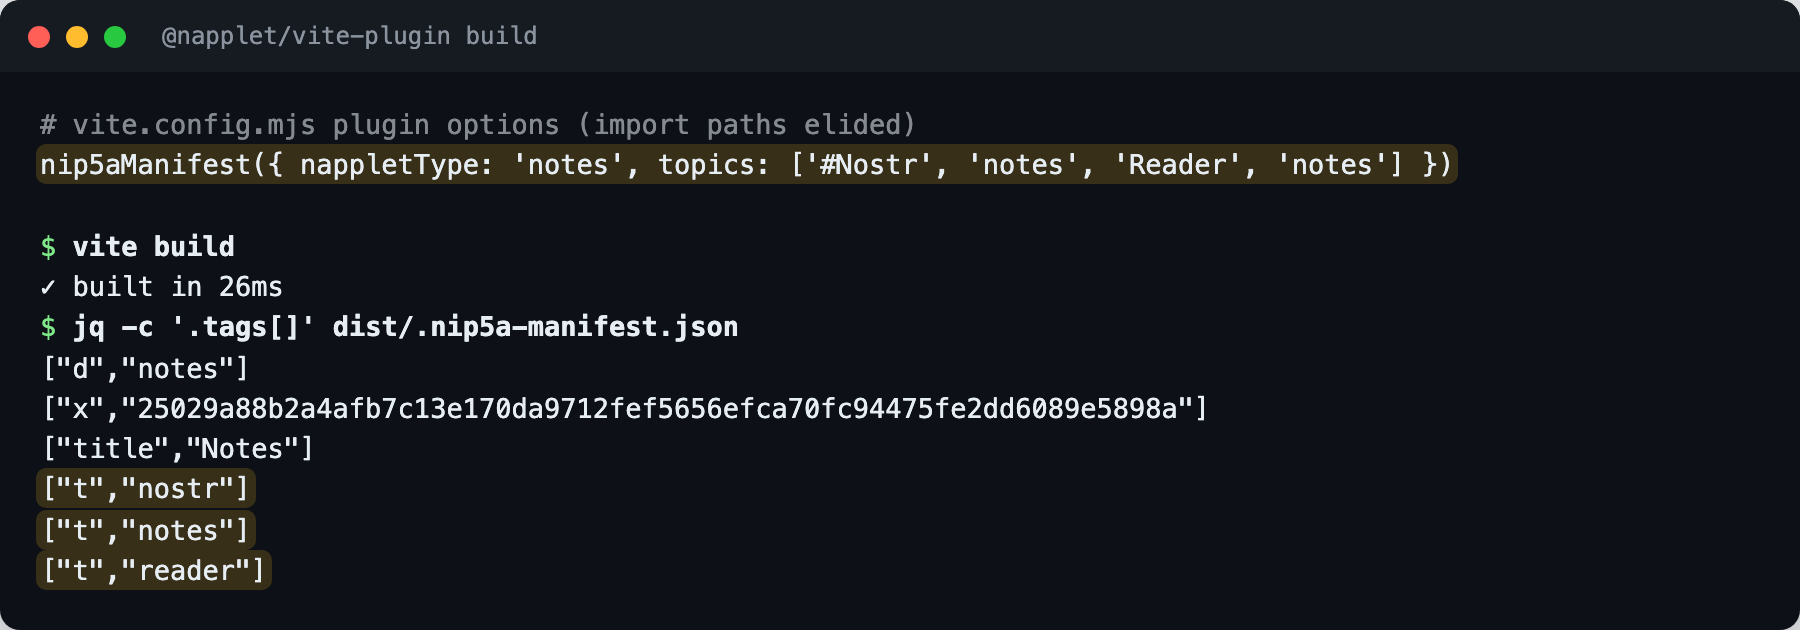 @napplet/vite-plugin build
# vite.config.mjs plugin options (import paths elided)
nip5aManifest({ nappletType: 'notes', topics: ['#Nostr', 'notes', 'Reader', 'notes'] })
$ vite build
✓ built in 26ms
$ jq -c '.tags[]' dist/.nip5a-manifest.json
["d","notes"]
["x","25029a88b2a4afb7c13e170da9712fef5656efca70fc94475fe2dd6089e5898a"]
["title","Notes"]
["t","nostr"]
["t","notes"]
["t","reader"]